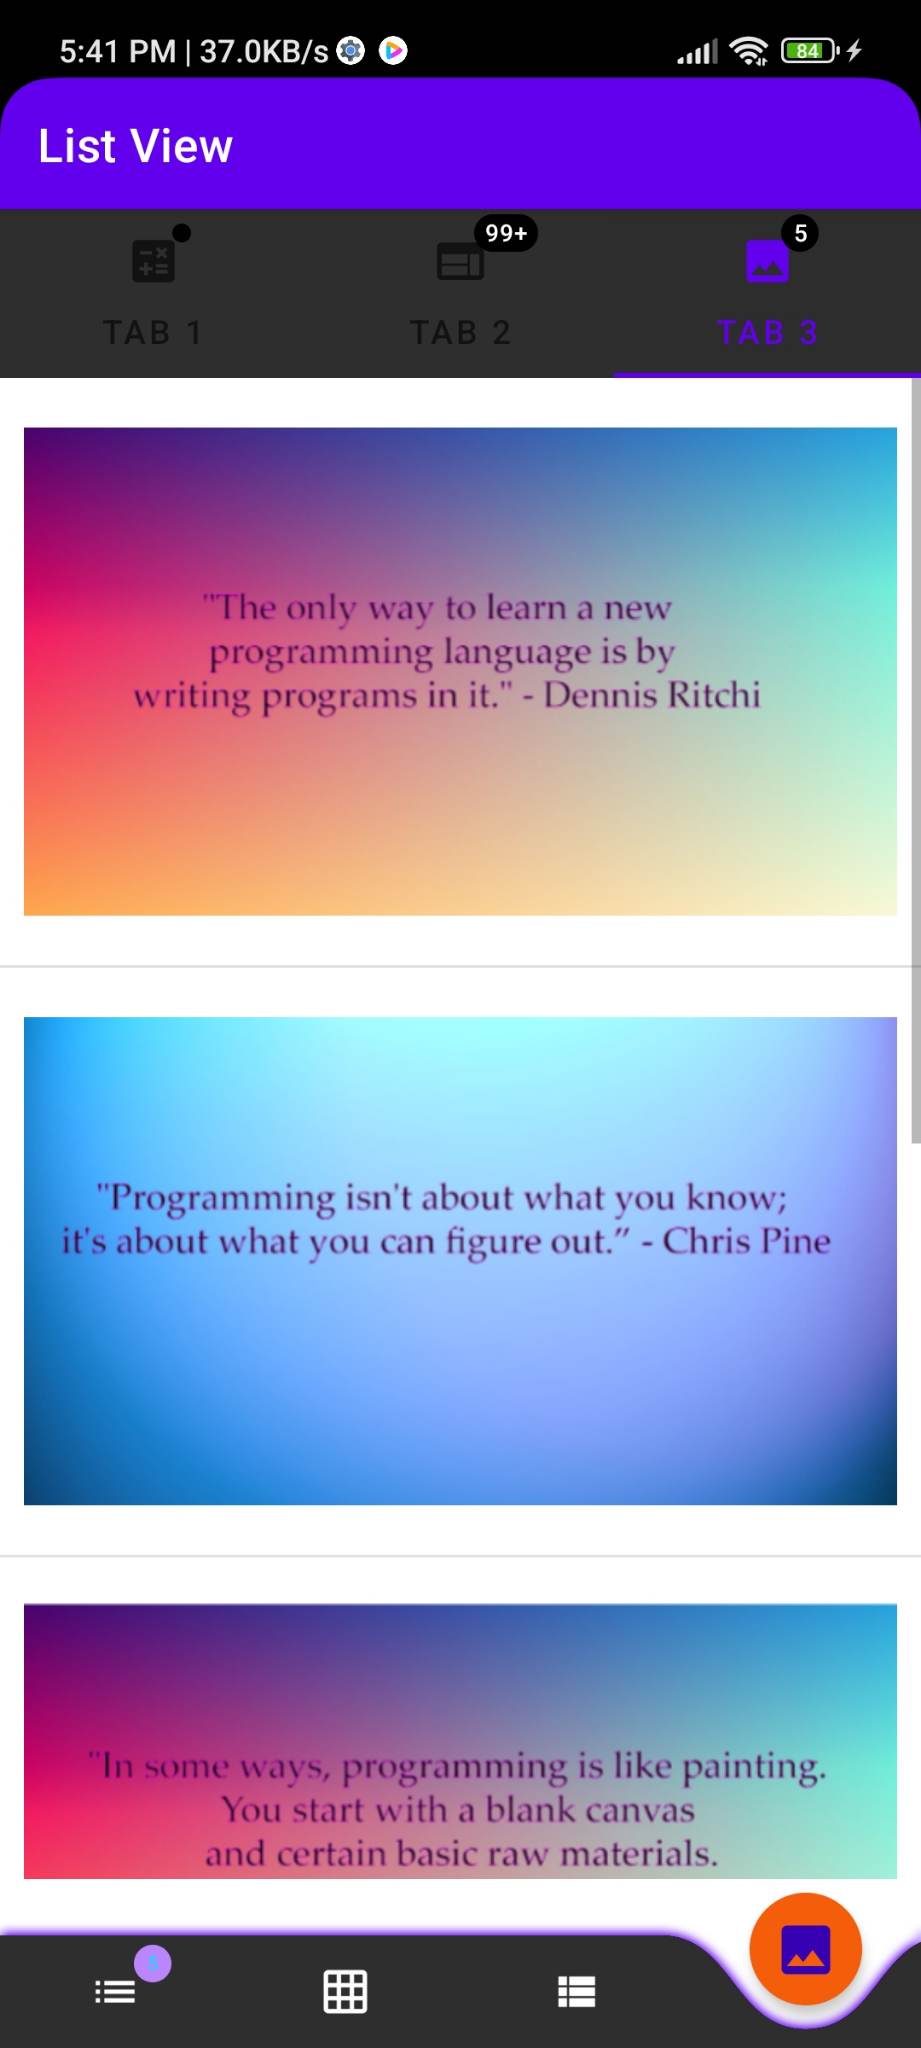 5:41 PM | 37.0KB/s
84
List View
99+
5
TAB 1
TAB 2
TAB 3
"The only way to learn a new
programming language is by
writing programs in it." - Dennis Ritchi
"Programming isn't about what you know;
it's about what you can figure out.” - Chris Pine
"In some ways, programming is like painting.
You start with a blank canvas
and certain basic raw materials.
5